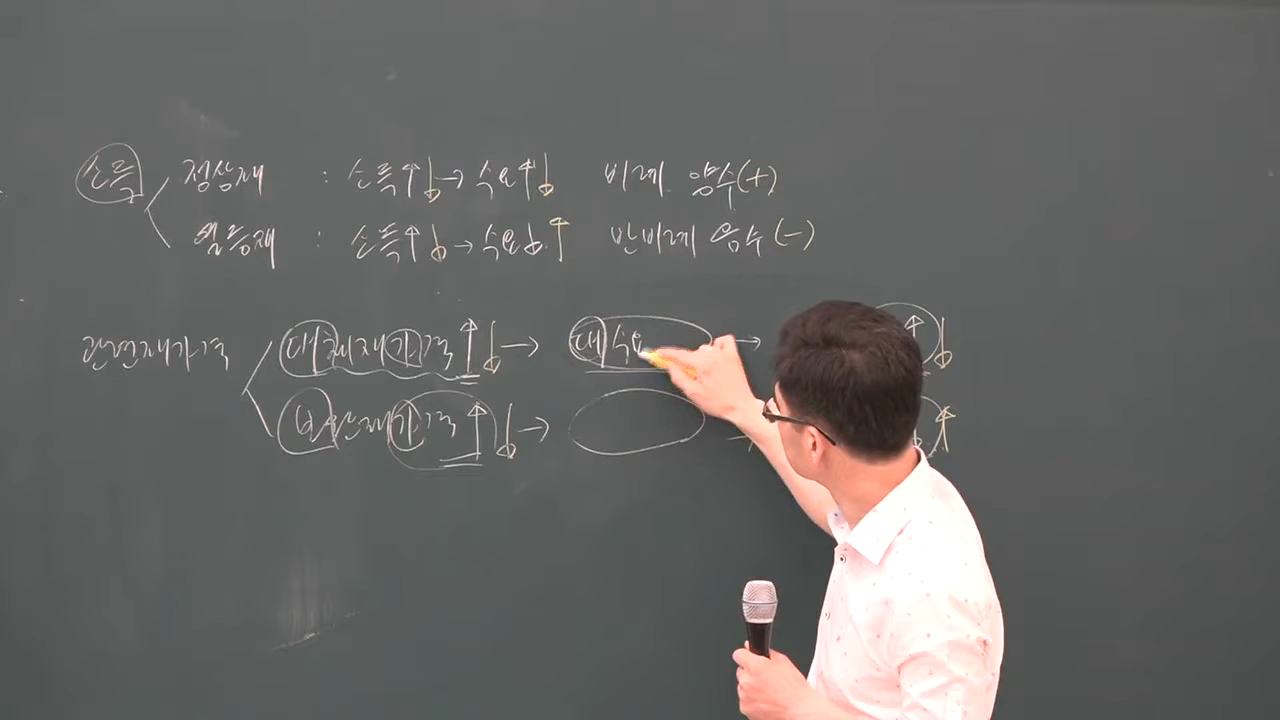 소득 정상재 : 소득↑↓→ 수요↑↓ 비례 양수(+)
열등재 : 소득↑↓→ 수요↓↑ 반비례 음수(-)
관련재가격 대체재가격↑↓→ 대 수요 → ↑↓
보완재가격↑↓→ → ↑